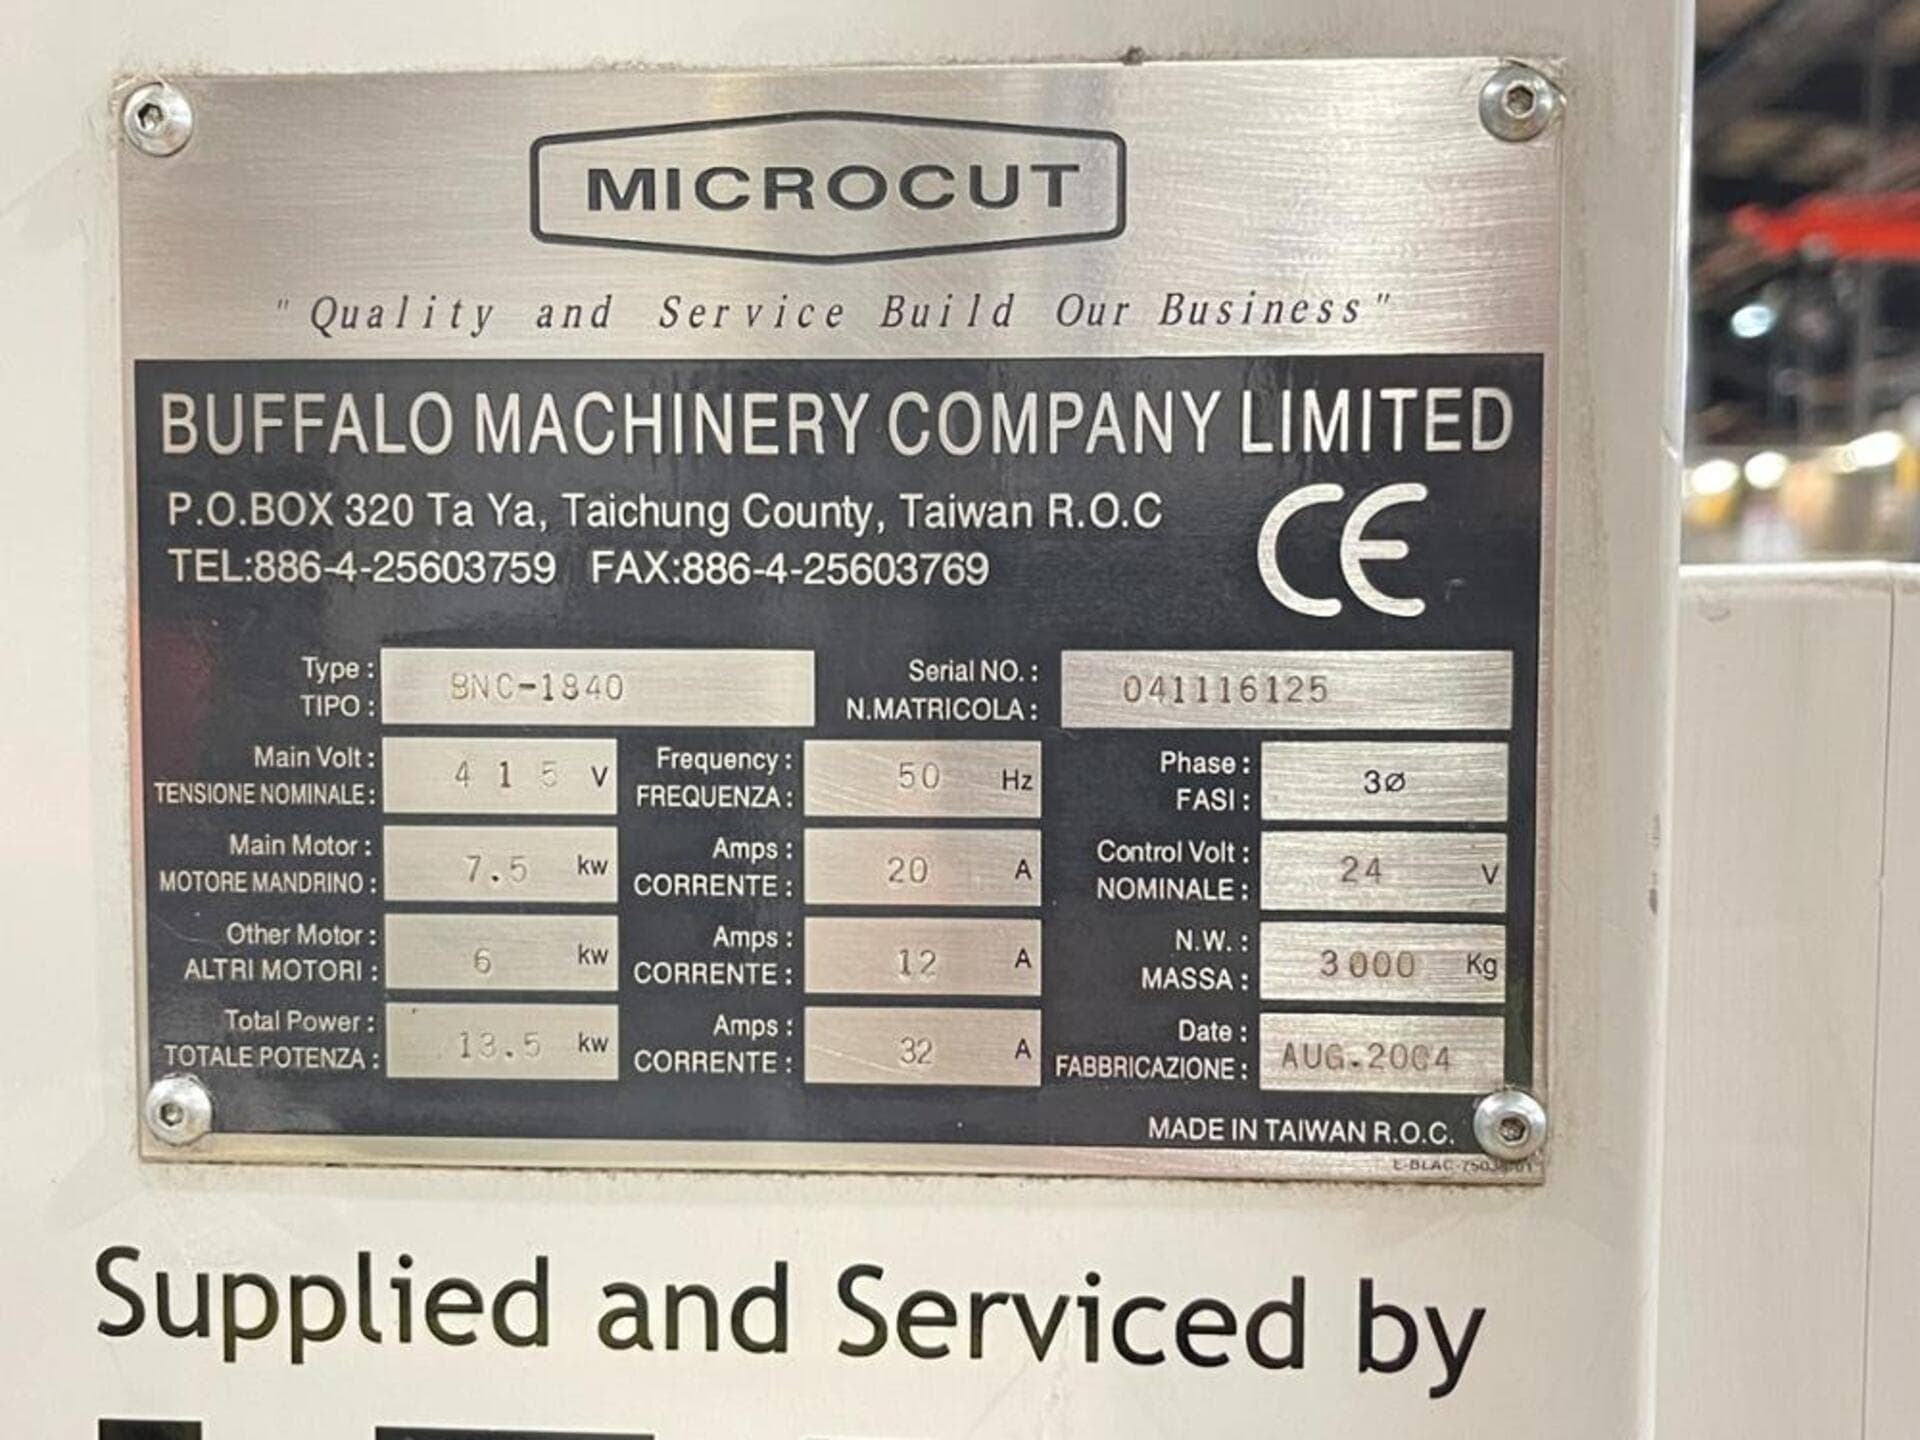 MICROCUT
"Quality and Service Build Our Business"
BUFFALO MACHINERY COMPANY LIMITED
P.O.BOX 320 Ta Ya, Taichung County, Taiwan R.O.C
TEL:886-4-25603759 FAX:886-4-25603769
CE
Type : BNC-1840 Serial NO. : 041116125
TIPO : N.MATRICOLA :
Main Volt : 415 V Frequency : 50 Hz Phase : 3ø
TENSIONE NOMINALE : FREQUENZA : FASI :
Main Motor : 7.5 kw Amps : 20 A Control Volt : 24 V
MOTORE MANDRINO : CORRENTE : NOMINALE :
Other Motor : 6 kw Amps : 12 A N.W. : 3000 Kg
ALTRI MOTORI : CORRENTE : MASSA :
Total Power : 13.5 kw Amps : 32 A Date : AUG.2004
TOTALE POTENZA : CORRENTE : FABBRICAZIONE :
MADE IN TAIWAN R.O.C.
Supplied and Serviced by